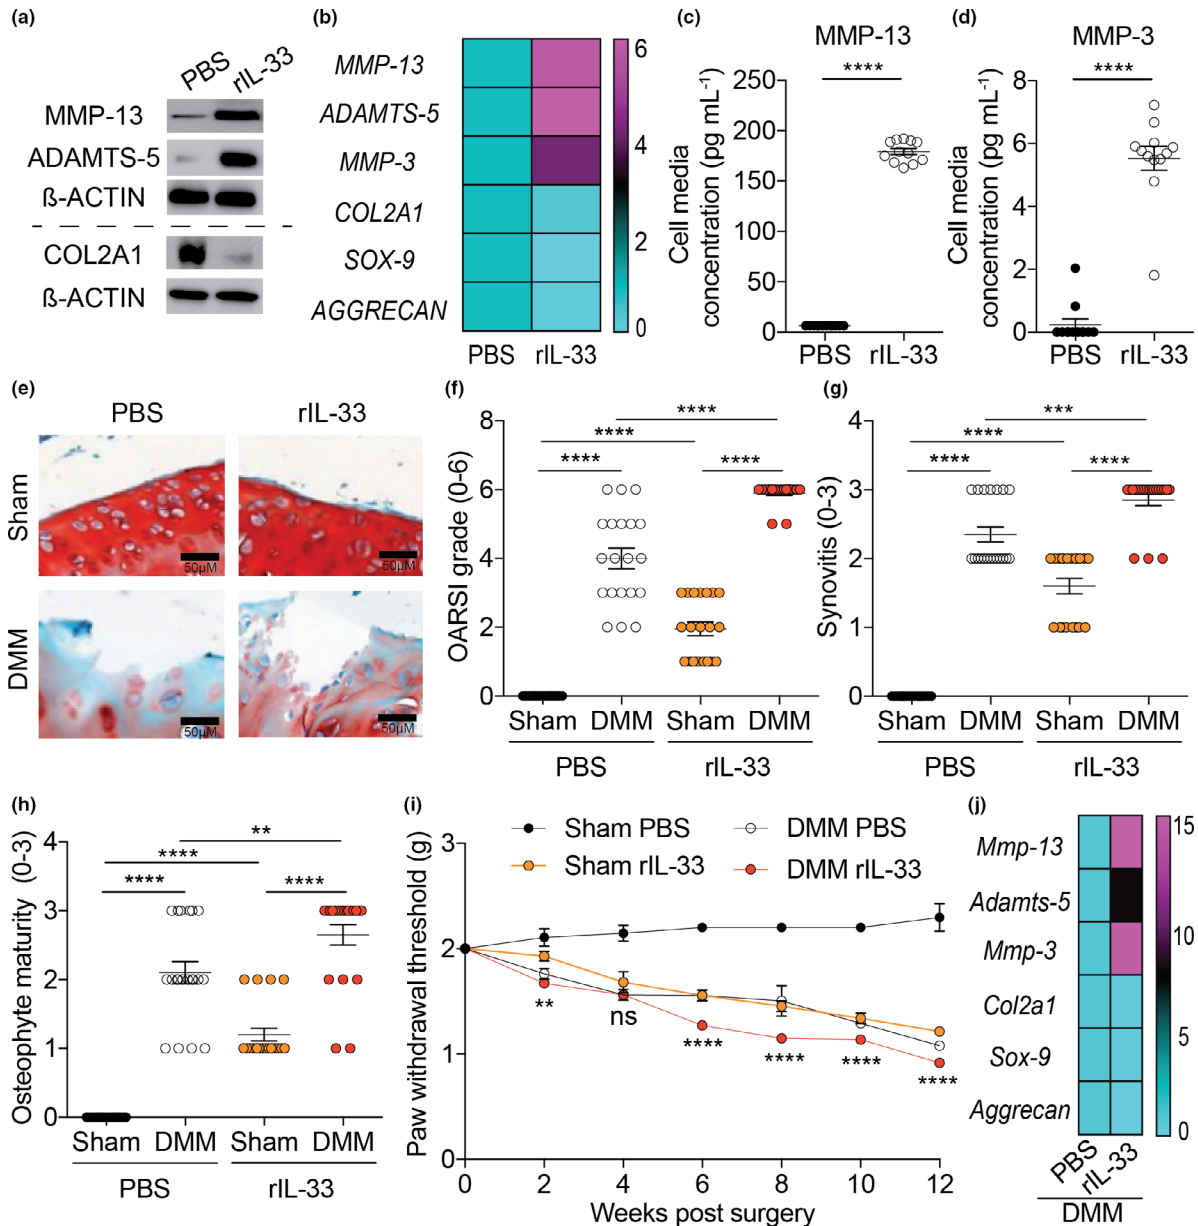 (a)
PBS
rIL-33
MMP-13
ADAMTS-5
ß-ACTIN
COL2A1
ß-ACTIN
(b)
MMP-13
ADAMTS-5
MMP-3
COL2A1
SOX-9
AGGRECAN
PBS rIL-33
6
4
2
0
(c)
MMP-13
****
Cell media
concentration (pg mL-1)
250
200
150
100
50
0
PBS rIL-33
(d)
MMP-3
****
Cell media
concentration (pg mL-1)
8
6
4
2
0
PBS rIL-33
(e)
PBS rIL-33
Sham
50µM
50µM
DMM
50µM
50µM
(f)
OARSI grade (0-6)
8
6
4
2
0
****
****
**** ****
Sham DMM Sham DMM
PBS rIL-33
(g)
Synovitis (0-3)
4
3
2
1
0
***
****
**** ****
Sham DMM Sham DMM
PBS rIL-33
(h)
Osteophyte maturity (0-3)
4
3
2
1
0
**
****
**** ****
Sham DMM Sham DMM
PBS rIL-33
(i)
Sham PBS DMM PBS
Sham rIL-33 DMM rIL-33
Paw withdrawal threshold (g)
3
2
1
0
** ns **** **** **** ****
0 2 4 6 8 10 12
Weeks post surgery
(j)
Mmp-13
Adamts-5
Mmp-3
Col2a1
Sox-9
Aggrecan
15
10
5
0
PBS
rIL-33
DMM